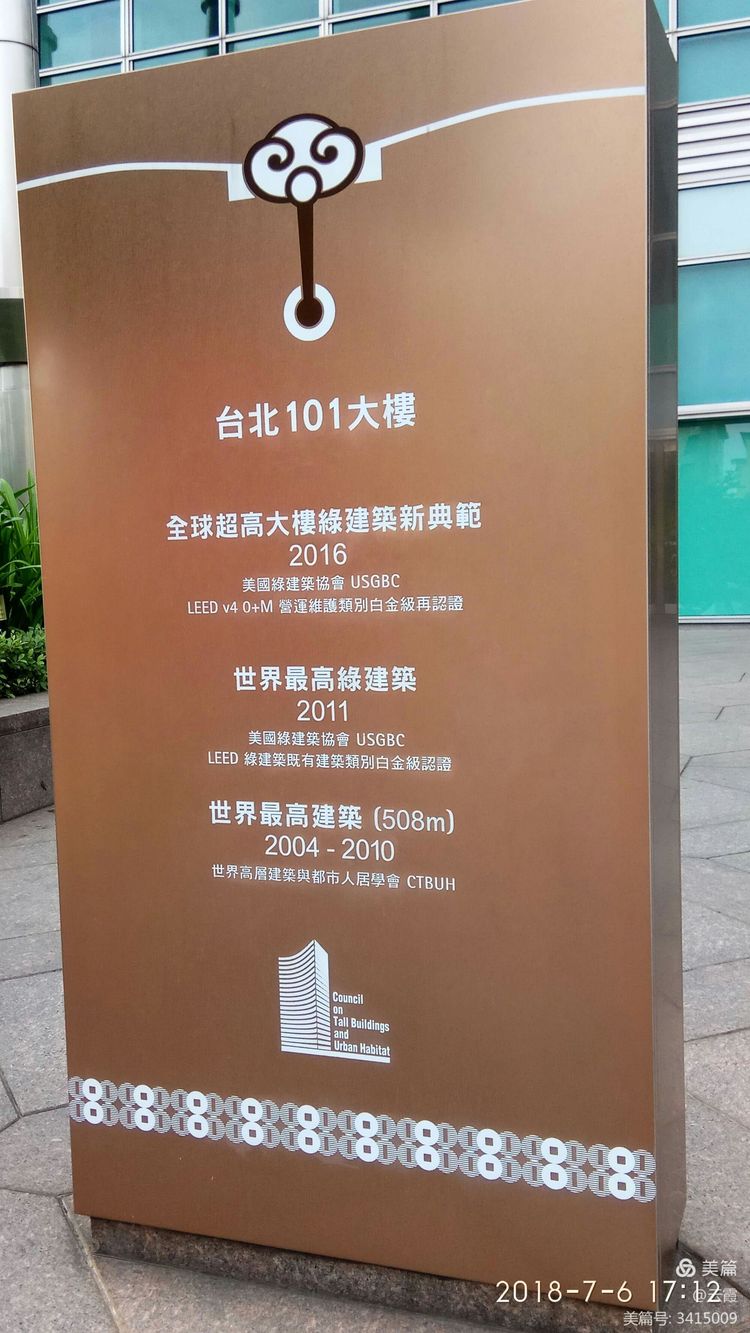 台北101大樓
全球超高大樓綠建築新典範
2016
美國綠建築協會 USGBC
LEED v4 0+M 營運維護類別白金級再認證
世界最高綠建築
2011
美國綠建築協會 USGBC
LEED 綠建築既有建築類別白金級認證
世界最高建築 (508m)
2004 - 2010
世界高層建築與都市人居學會 CTBUH
Council
on
Tall Buildings
and
Urban Habitat
美篇
2018-7-6 17:12
美篇号: 3415009